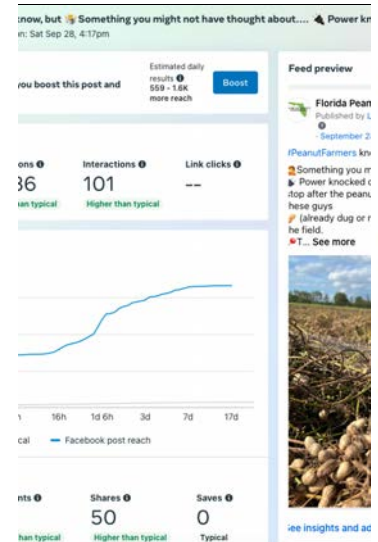 know, but Something you might not have thought about.... Power kn
n: Sat Sep 28, 4:17pm
Estimated daily
results
559 - 1.6K
more reach
you boost this post and
Boost
Feed preview
Florida Pean
Published by L
· September 2
#PeanutFarmers kno
Something you m
Power knocked o
stop after the peanu
hese guys
(already dug or r
he field.
T... See more
ons
Interactions
Link clicks
36
101
--
han typical
Higher than typical
16h
1d 6h
3d
7d
17d
cal
Facebook post reach
nts
Shares
Saves
50
0
han typical
Higher than typical
Typical
See insights and ad